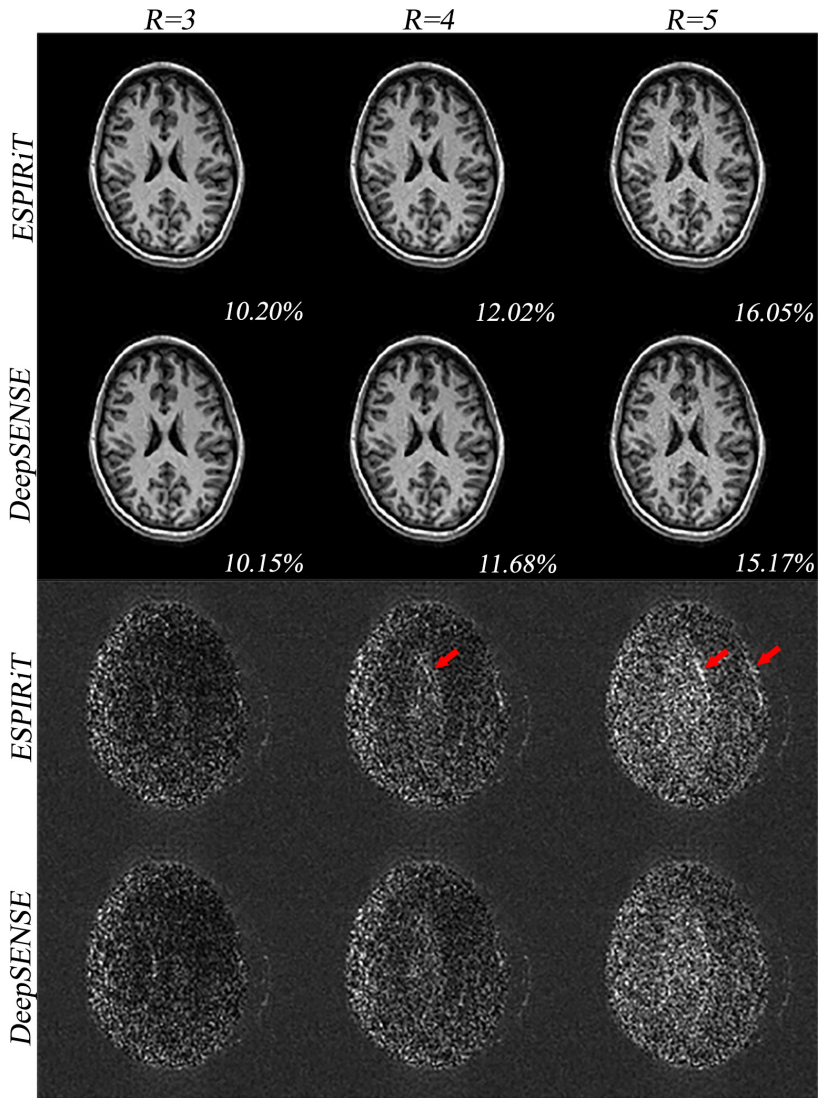 R=3 R=4 R=5
ESPIRiT
10.20% 12.02% 16.05%
DeepSENSE
10.15% 11.68% 15.17%
ESPIRiT
DeepSENSE